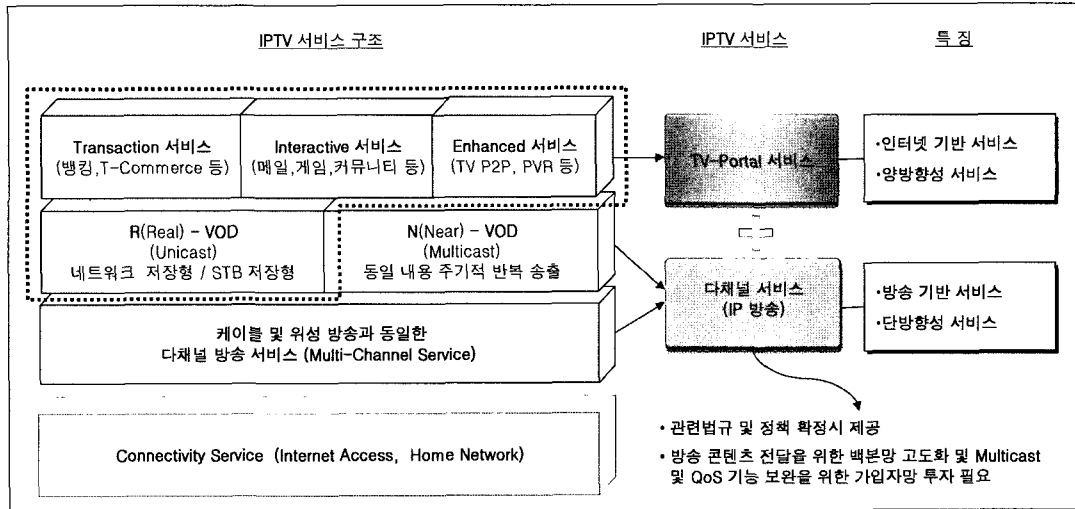 IPTV 서비스 구조
IPTV 서비스
특 징
Transaction 서비스
(뱅킹,T-Commerce 등)
Interactive 서비스
(메일,게임,커뮤니티 등)
Enhanced 서비스
(TV P2P, PVR 등)
TV-Portal 서비스
•인터넷 기반 서비스
•양방향성 서비스
R(Real) - VOD
(Unicast)
네트워크 저장형 / STB 저장형
N(Near) - VOD
(Multicast)
동일 내용 주기적 반복 송출
다채널 서비스
(IP 방송)
•방송 기반 서비스
•단방향성 서비스
케이블 및 위성 방송과 동일한
다채널 방송 서비스 (Multi-Channel Service)
Connectivity Service (Internet Access, Home Network)
• 관련법규 및 정책 확정시 제공
• 방송 콘텐츠 전달을 위한 백본망 고도화 및 Multicast
및 QoS 기능 보완을 위한 가입자망 투자 필요